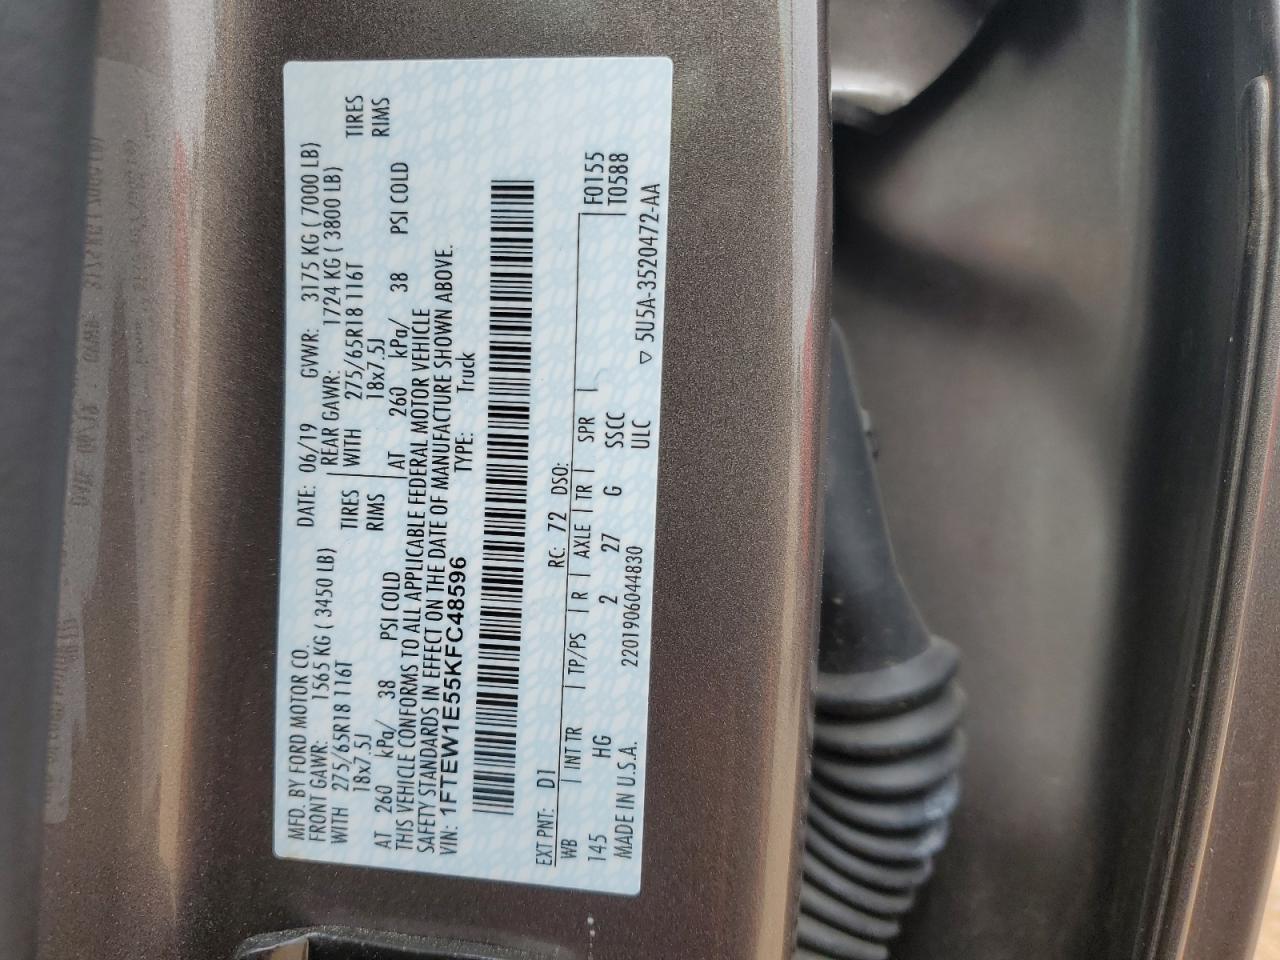 MFD. BY FORD MOTOR CO.
DATE: 06/19 GVWR: 3175 KG ( 7000 LB)
FRONT GAWR: 1565 KG ( 3450 LB)
REAR GAWR: 1724 KG ( 3800 LB)
WITH 275/65R18 116T TIRES
WITH 275/65R18 116T TIRES
18x7.5J RIMS
18x7.5J RIMS
AT 260 kPa/ 38 PSI COLD
AT 260 kPa/ 38 PSI COLD
THIS VEHICLE CONFORMS TO ALL APPLICABLE FEDERAL MOTOR VEHICLE
SAFETY STANDARDS IN EFFECT ON THE DATE OF MANUFACTURE SHOWN ABOVE.
VIN: 1FTEW1E55KFC48596 TYPE: Truck
EXT PNT: D1 RC: 72 DSO: F0155
WB INT TR TP/PS R AXLE TR SPR T0588
145 HG 2 27 G SSCC
MADE IN U.S.A. 2201906044830 ULC ▽ 5U5A-3520472-AA